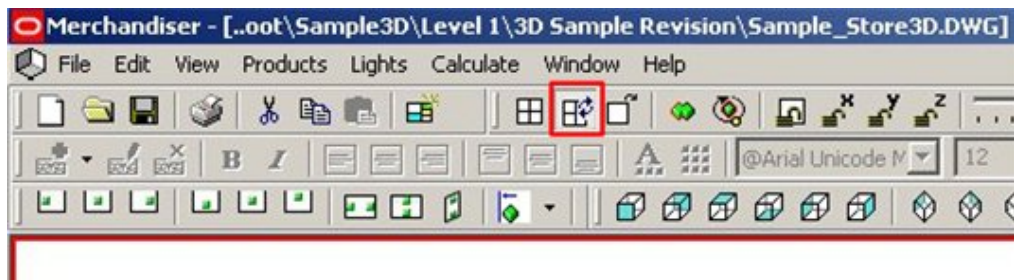 Merchandiser - [..oot\Sample3D\Level 1\3D Sample Revision\Sample_Store3D.DWG]
File Edit View Products Lights Calculate Window Help
X Y Z
B I A @Arial Unicode M 12